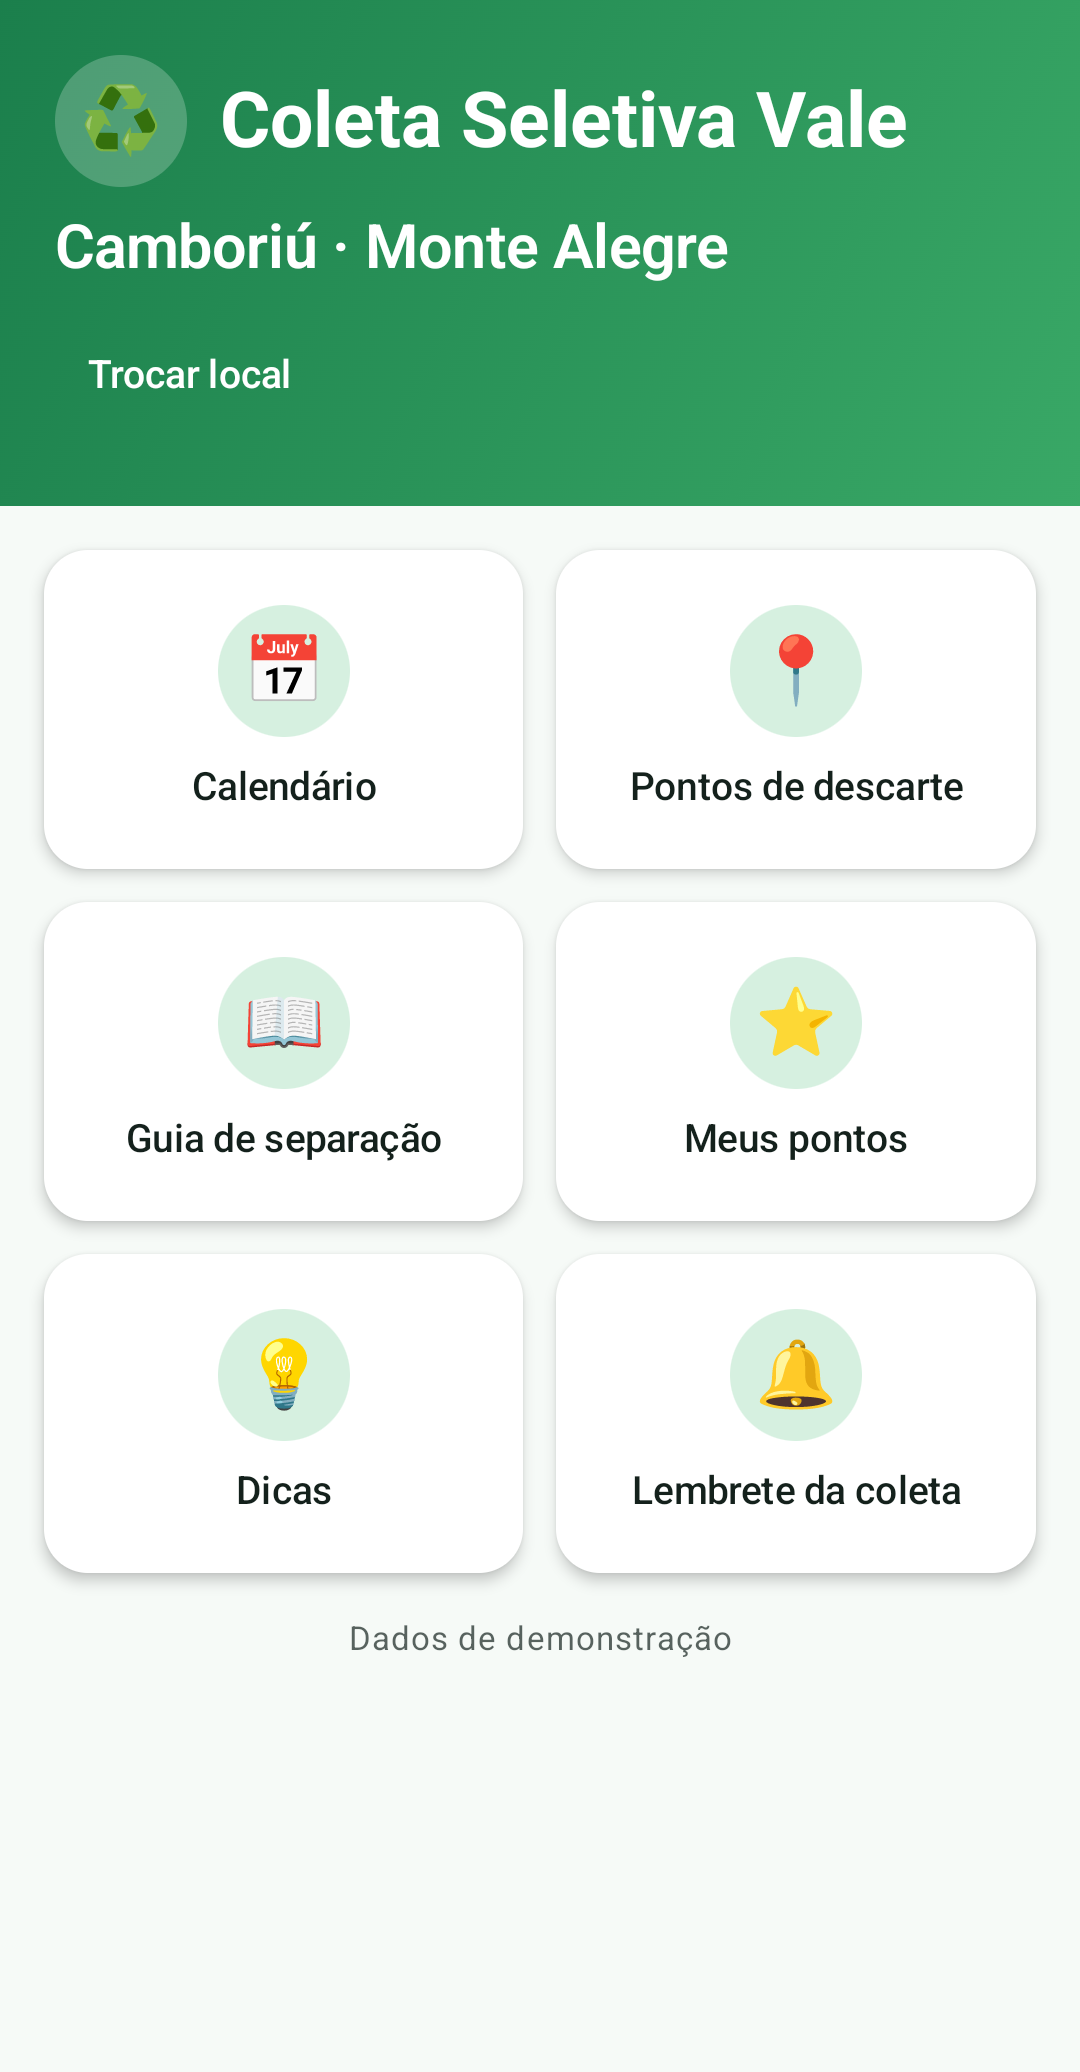 Coleta Seletiva Vale
Camboriú · Monte Alegre
Trocar local
July
17
Calendário
Pontos de descarte
Guia de separação
Meus pontos
Dicas
Lembrete da coleta
Dados de demonstração